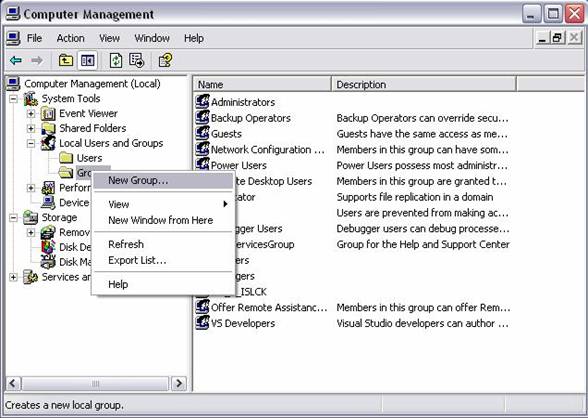 Computer Management
File Action View Window Help
Computer Management (Local)
System Tools
Event Viewer
Shared Folders
Local Users and Groups
Users
Gro
Perform
Device
Storage
Remov
Disk De
Disk Ma
Services an
New Group...
View
New Window from Here
Refresh
Export List...
Help
Name Description
Administrators
Backup Operators Backup Operators can override secu...
Guests Guests have the same access as me...
Network Configuration ... Members in this group can have som...
Power Users Power Users possess most administr...
te Desktop Users Members in this group are granted t...
ator Supports file replication in a domain
Users are prevented from making ac...
ugger Users Debugger users can debug processe...
ervicesGroup Group for the Help and Support Center
ers
gers
_ISLCK
Offer Remote Assistanc... Members in this group can offer Rem...
VS Developers Visual Studio developers can author ...
Creates a new local group.